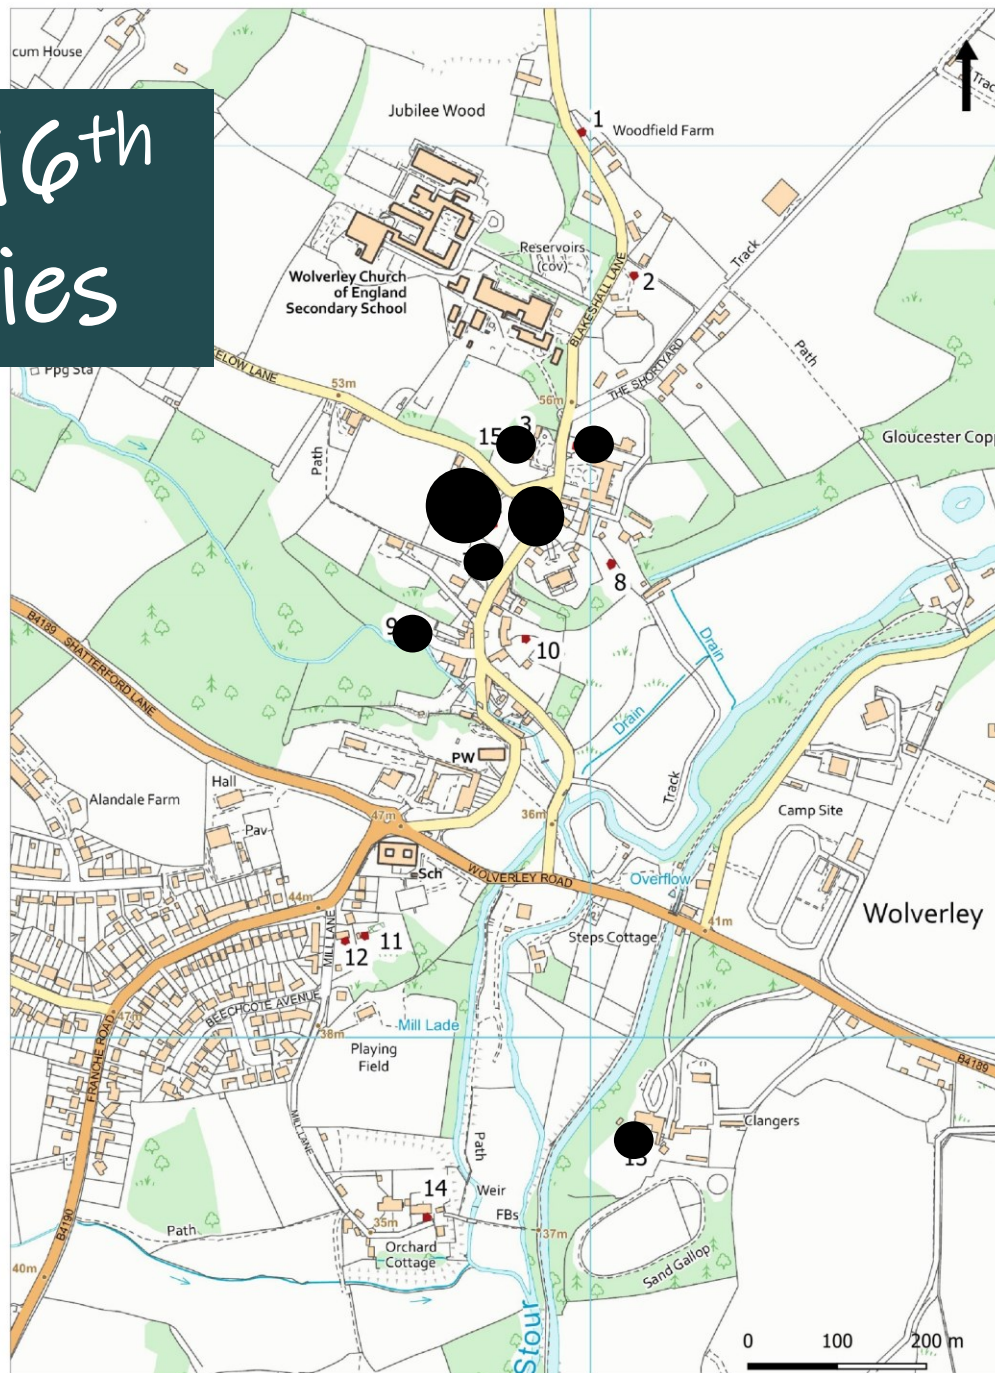 16th
ies
cum House
Jubilee Wood
1
Woodfield Farm
Track
Reservoirs
(cov)
Track
2
Wolverley Church
of England
Secondary School
BLAKESHALL LANE
Path
ELOW LANE
Ppg Sta
53m
THE SHORTYARD
56m
15
3
Gloucester Cop
Path
8
B4189
SHATTERFORD LANE
9
10
Drain
Drain
PW
Track
Hall
Alandale Farm
Pav
47m
36m
Camp Site
Sch
WOLVERLEY ROAD
Overflow
44m
41m
Wolverley
MILL LANE
11
12
Steps Cottage
BEECHCOTE AVENUE
47m
38m
Mill Lade
Playing
Field
FRANCHE ROAD
B4189
MILL LANE
Clangers
13
Path
14
Weir
FBs
Path
35m
37m
B4190
Orchard
Cottage
Sand Gallop
40m
Stour
0 100 200 m